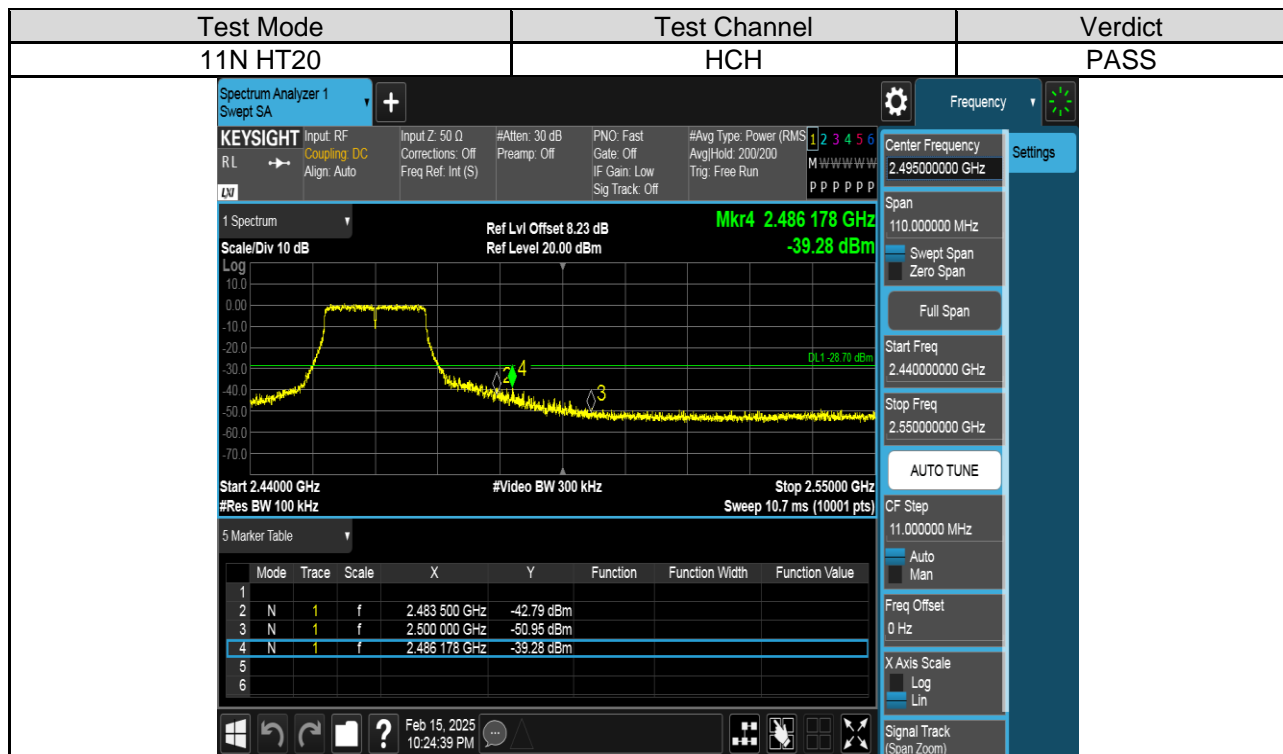 Test Mode Test Channel Verdict
11N HT20 HCH PASS
Spectrum Analyzer 1
Swept SA
+
Frequency
KEYSIGHT
R L
LXI
Input: RF
Coupling: DC
Align: Auto
Input Z: 50 Ω
Corrections: Off
Freq Ref: Int (S)
#Atten: 30 dB
Preamp: Off
PNO: Fast
Gate: Off
IF Gain: Low
Sig Track: Off
#Avg Type: Power (RMS
Avg|Hold: 200/200
Trig: Free Run
1 2 3 4 5 6
M W W W W W
P P P P P P
1 Spectrum
Scale/Div 10 dB
Ref Lvl Offset 8.23 dB
Ref Level 20.00 dBm
Mkr4 2.486 178 GHz
-39.28 dBm
Log
10.0
0.00
-10.0
-20.0
-30.0
-40.0
-50.0
-60.0
-70.0
DL1 -28.70 dBm
2
4
3
Start 2.44000 GHz
#Res BW 100 kHz
#Video BW 300 kHz
Stop 2.55000 GHz
Sweep 10.7 ms (10001 pts)
5 Marker Table
Mode Trace Scale X Y Function Function Width Function Value
1
2 N 1 f 2.483 500 GHz -42.79 dBm
3 N 1 f 2.500 000 GHz -50.95 dBm
4 N 1 f 2.486 178 GHz -39.28 dBm
5
6
?
Feb 15, 2025
10:24:39 PM
Center Frequency
2.495000000 GHz
Settings
Span
110.000000 MHz
Swept Span
Zero Span
Full Span
Start Freq
2.440000000 GHz
Stop Freq
2.550000000 GHz
AUTO TUNE
CF Step
11.000000 MHz
Auto
Man
Freq Offset
0 Hz
X Axis Scale
Log
Lin
Signal Track
(Span Zoom)